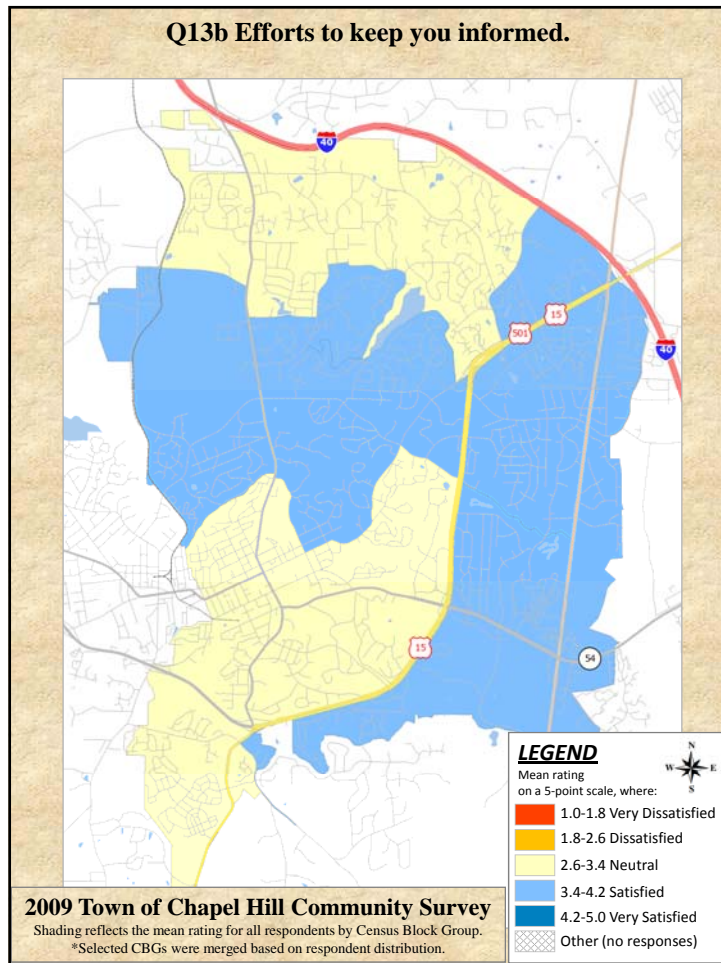 Q13b Efforts to keep you informed.
40
15
501
40
15
54
LEGEND
Mean rating
on a 5-point scale, where:
N
W E
S
1.0-1.8 Very Dissatisfied
1.8-2.6 Dissatisfied
2.6-3.4 Neutral
3.4-4.2 Satisfied
4.2-5.0 Very Satisfied
Other (no responses)
2009 Town of Chapel Hill Community Survey
Shading reflects the mean rating for all respondents by Census Block Group.
*Selected CBGs were merged based on respondent distribution.